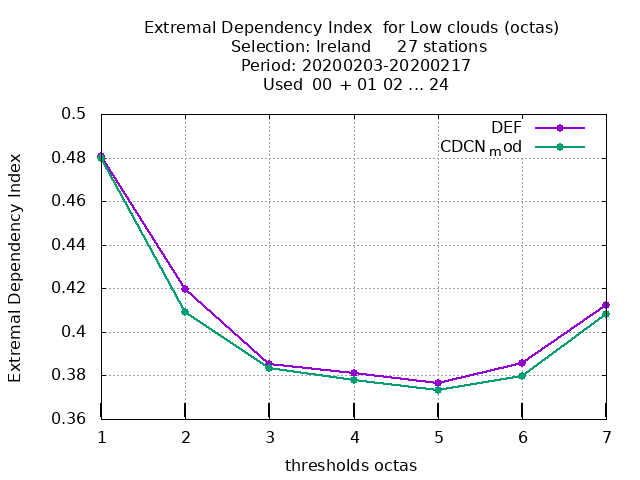 Extremal Dependency Index  for Low clouds (octas)
Selection: Ireland     27 stations
Period: 20200203-20200217
Used  00 + 01 02 ... 24
0.5
DEF
CDCN mod
0.48
0.46
0.44
0.42
0.4
0.38
0.36
Extremal Dependency Index
1 2 3 4 5 6 7
thresholds octas